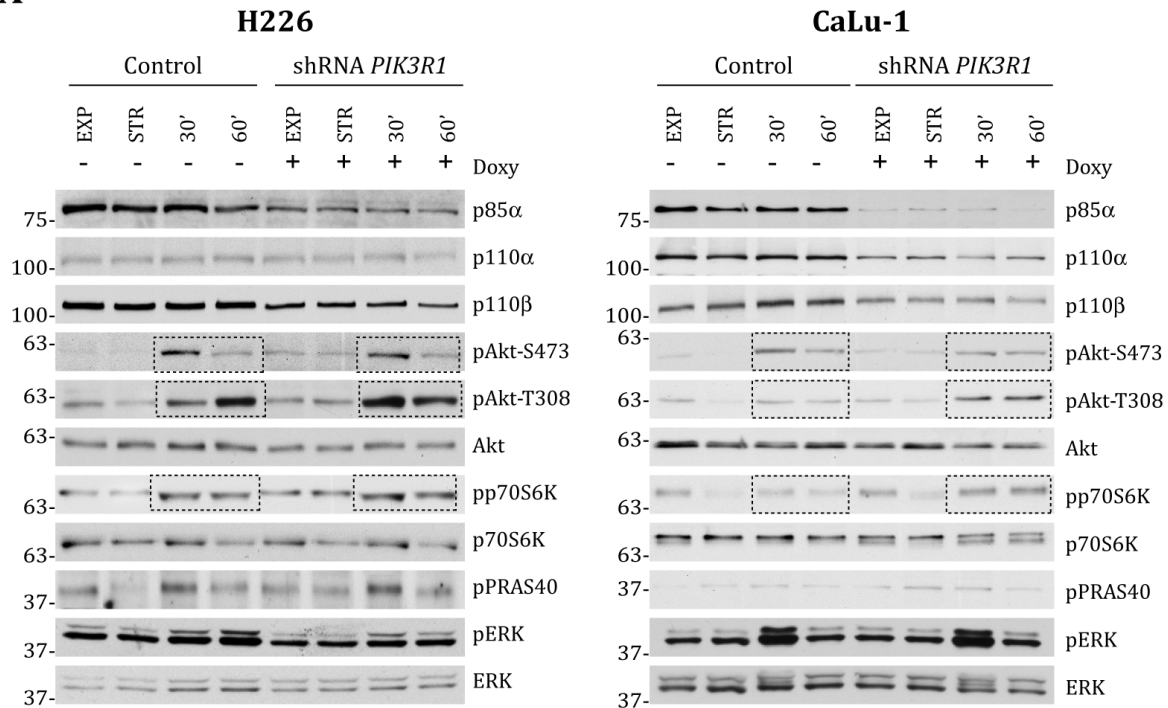 H226
Control shRNA PIK3R1
EXP STR 30' 60' EXP STR 30' 60'
- - - - + + + + Doxy
75- p85α
100- p110α
100- p110β
63- pAkt-S473
63- pAkt-T308
63- Akt
63- pp70S6K
63- p70S6K
37- pPRAS40
37- pERK
37- ERK
CaLu-1
Control shRNA PIK3R1
EXP STR 30' 60' EXP STR 30' 60'
- - - - + + + + Doxy
75- p85α
100- p110α
100- p110β
63- pAkt-S473
63- pAkt-T308
63- Akt
63- pp70S6K
63- p70S6K
37- pPRAS40
37- pERK
37- ERK